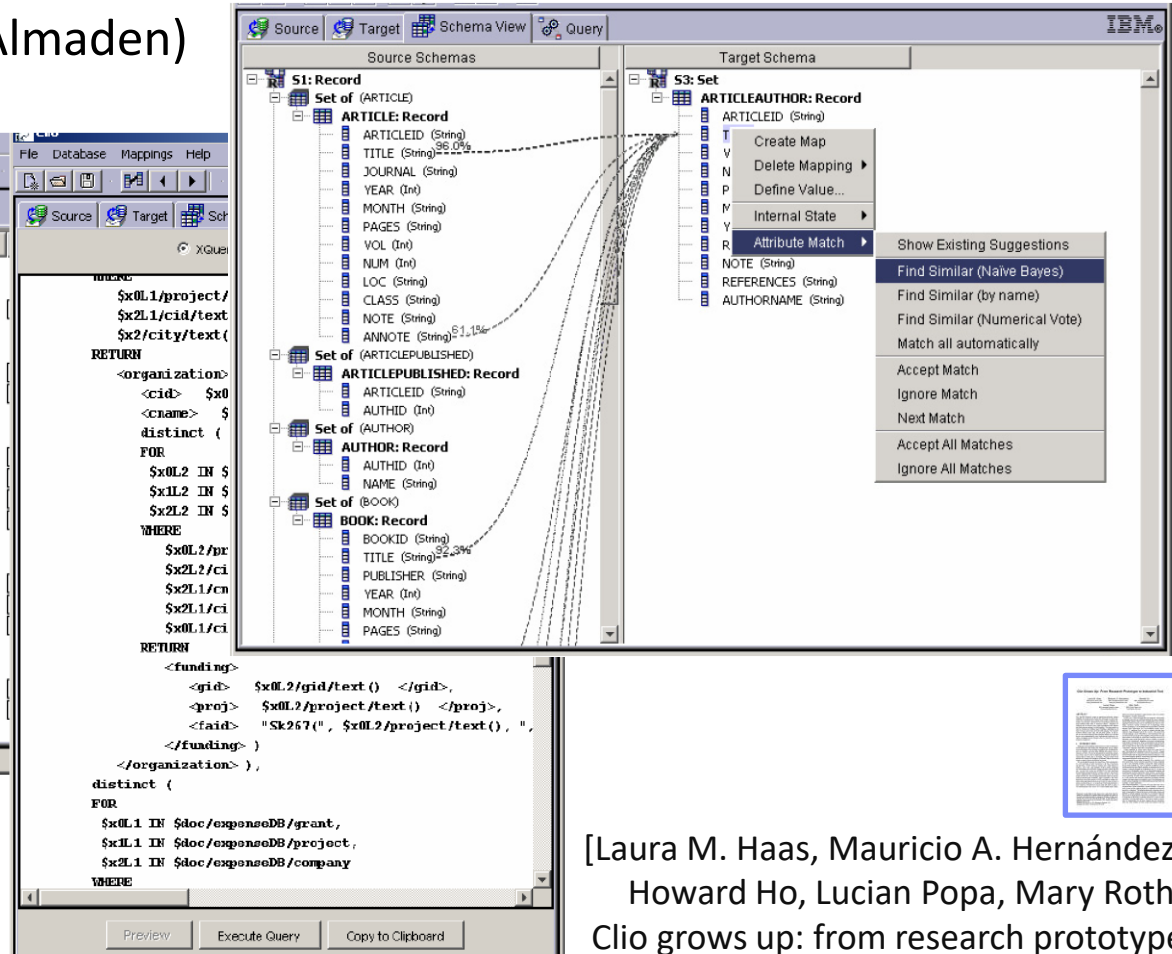 Almaden)
Source Target Schema View Query IBM
Source Schemas Target Schema
S1: Record
Set of (ARTICLE)
ARTICLE: Record
ARTICLEID (String)
TITLE (String) 96.0%
JOURNAL (String)
YEAR (Int)
MONTH (String)
PAGES (String)
VOL (Int)
NUM (Int)
LOC (String)
CLASS (String)
NOTE (String)
ANNOTE (String) 61.1%
Set of (ARTICLEPUBLISHED)
ARTICLEPUBLISHED: Record
ARTICLEID (String)
AUTHID (Int)
Set of (AUTHOR)
AUTHOR: Record
AUTHID (Int)
NAME (String)
Set of (BOOK)
BOOK: Record
BOOKID (String)
TITLE (String) 92.3%
PUBLISHER (String)
YEAR (Int)
MONTH (String)
PAGES (String)
S3: Set
ARTICLEAUTHOR: Record
ARTICLEID (String)
T
V
N
P
M
Y
R
NOTE (String)
REFERENCES (String)
AUTHORNAME (String)
Create Map
Delete Mapping
Define Value...
Internal State
Attribute Match
Show Existing Suggestions
Find Similar (Naïve Bayes)
Find Similar (by name)
Find Similar (Numerical Vote)
Match all automatically
Accept Match
Ignore Match
Next Match
Accept All Matches
Ignore All Matches
Clio
File Database Mappings Help
Source Target Sch
XQue
WHERE
$x0L1/project/
$x2L1/cid/text
$x2/city/text(
RETURN
<organization>
<cid> $x0
<cname> $
distinct (
FOR
$x0L2 IN $
$x1L2 IN $
$x2L2 IN $
WHERE
$x0L2/pr
$x2L2/ci
$x2L1/cn
$x2L1/ci
$x0L1/ci
RETURN
<funding>
<gid> $x0L2/gid/text() </gid>,
<proj> $x0L2/project/text() </proj>,
<faid> "Sk267(", $x0L2/project/text(), ",
</funding> )
</organization> ),
distinct (
FOR
$x0L1 IN $doc/expenseDB/grant,
$x1L1 IN $doc/expenseDB/project,
$x2L1 IN $doc/expenseDB/company
WHERE
Preview Execute Query Copy to Clipboard
[Laura M. Haas, Mauricio A. Hernández
Howard Ho, Lucian Popa, Mary Roth
Clio grows up: from research prototype